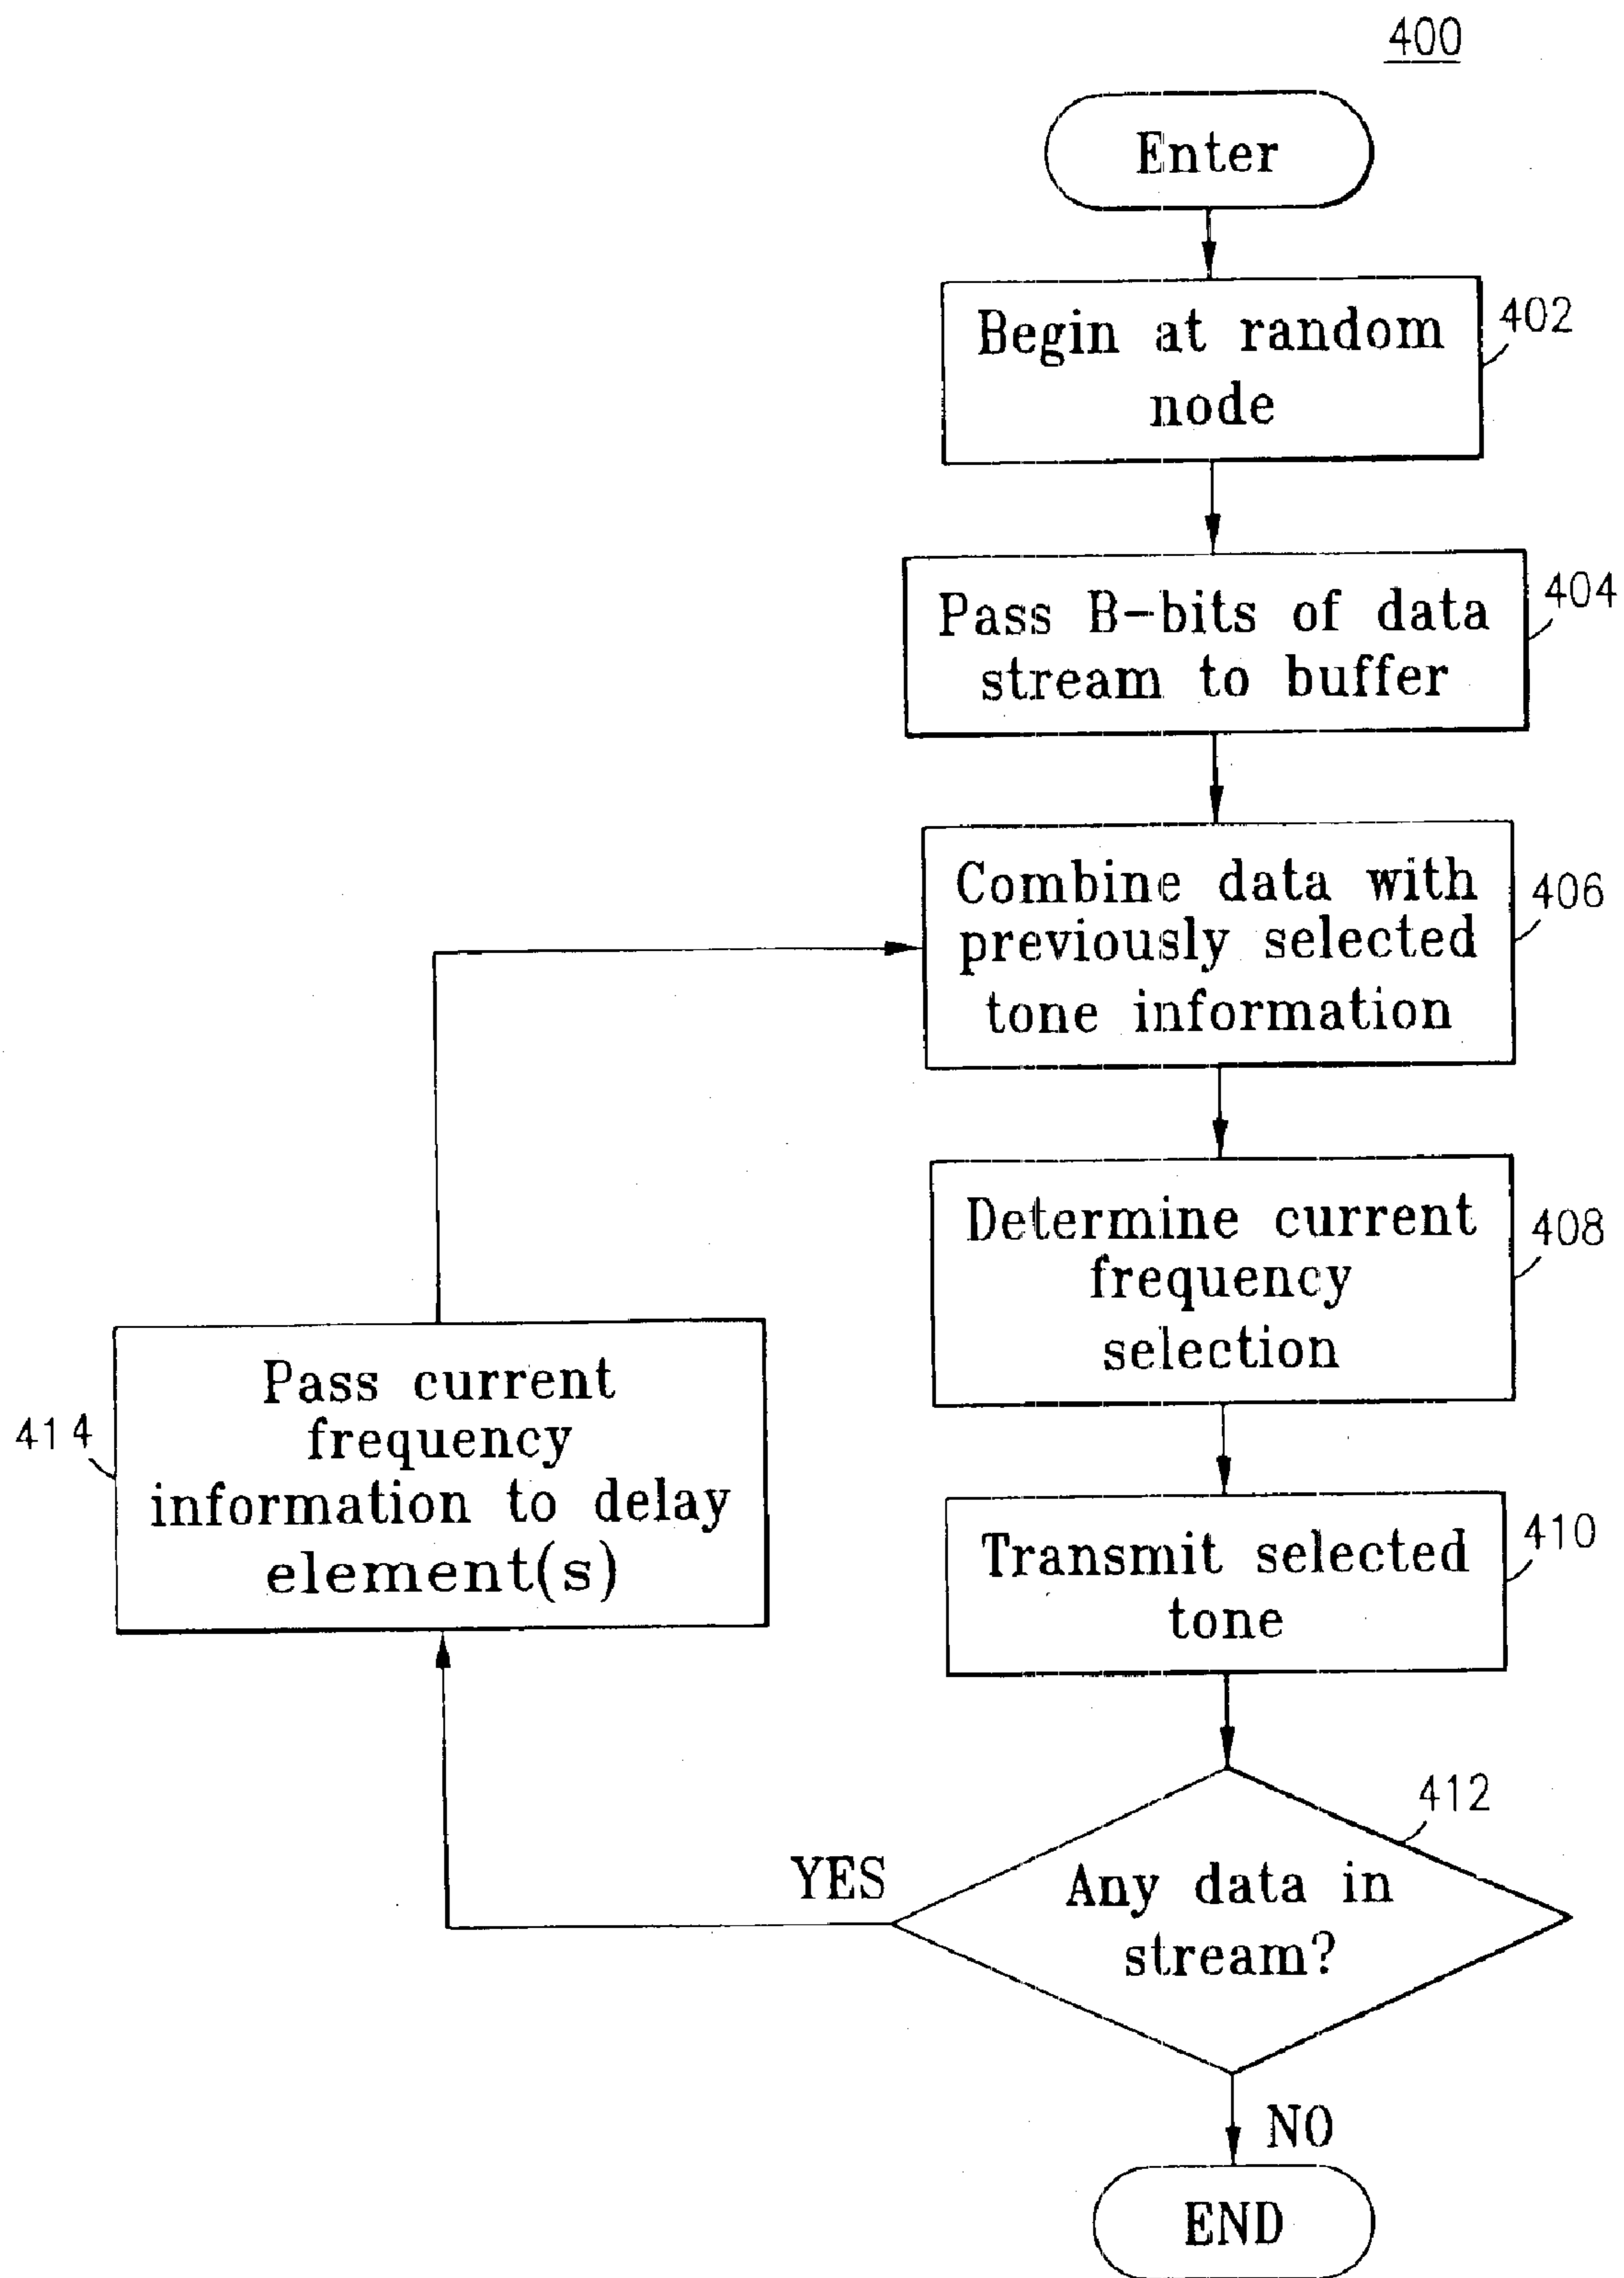 400
Enter
Begin at random
node
402
Pass B-bits of data
stream to buffer
404
Combine data with
previously selected
tone information
406
Determine current
frequency
selection
408
Pass current
frequency
information to delay
element(s)
414
Transmit selected
tone
410
412
Any data in
stream?
YES
NO
END